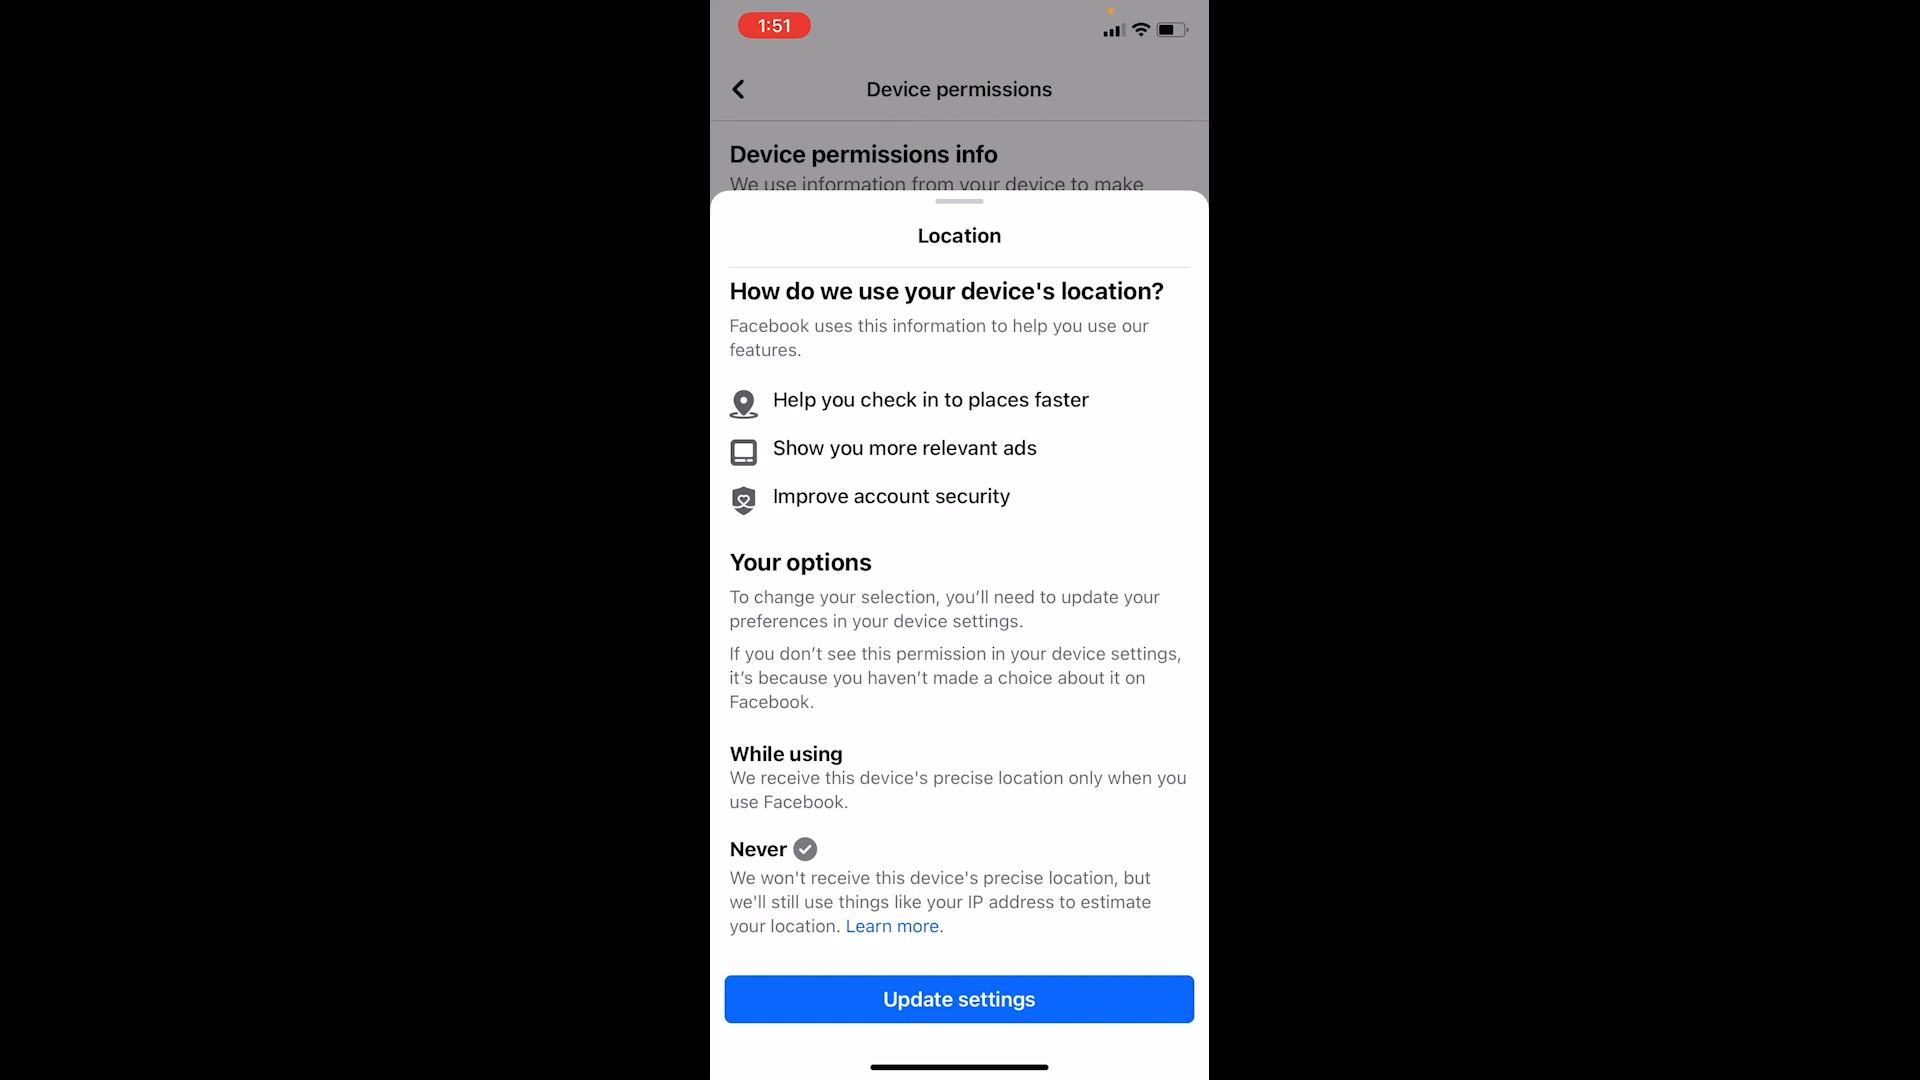 1:51
Device permissions
Device permissions info
We use information from your device to make
Location
How do we use your device's location?
Facebook uses this information to help you use our
features.
Help you check in to places faster
Show you more relevant ads
Improve account security
Your options
To change your selection, you’ll need to update your
preferences in your device settings.
If you don’t see this permission in your device settings,
it’s because you haven’t made a choice about it on
Facebook.
While using
We receive this device's precise location only when you
use Facebook.
Never
We won't receive this device's precise location, but
we'll still use things like your IP address to estimate
your location. Learn more.
Update settings